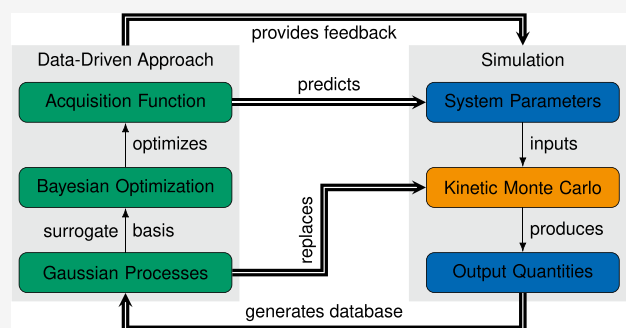 provides feedback
Data-Driven Approach
Simulation
Acquisition Function
predicts
System Parameters
optimizes
inputs
Bayesian Optimization
Kinetic Monte Carlo
surrogate basis
replaces
produces
Gaussian Processes
Output Quantities
generates database